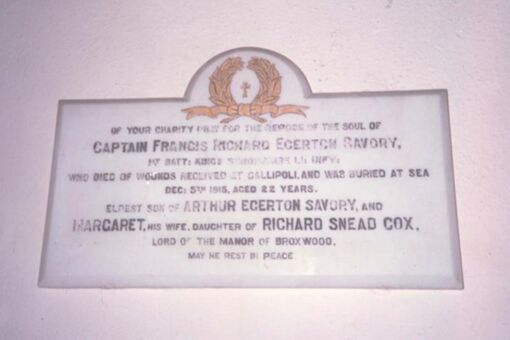 OF YOUR CHARITY PRAY FOR THE REPOSE OF THE SOUL OF
CAPTAIN FRANCIS RICHARD EGERTON SAVORY,
1ST BATT: KINGS
WHO DIED OF WOUNDS RECEIVED AT GALLIPOLI, AND WAS BURIED AT SEA
DEC: 5TH 1915, AGED 22 YEARS.
ELDEST SON OF ARTHUR EGERTON SAVORY, AND
MARGARET, HIS WIFE, DAUGHTER OF RICHARD SNEAD COX,
LORD OF THE MANOR OF BROXWOOD.
MAY HE REST IN PEACE